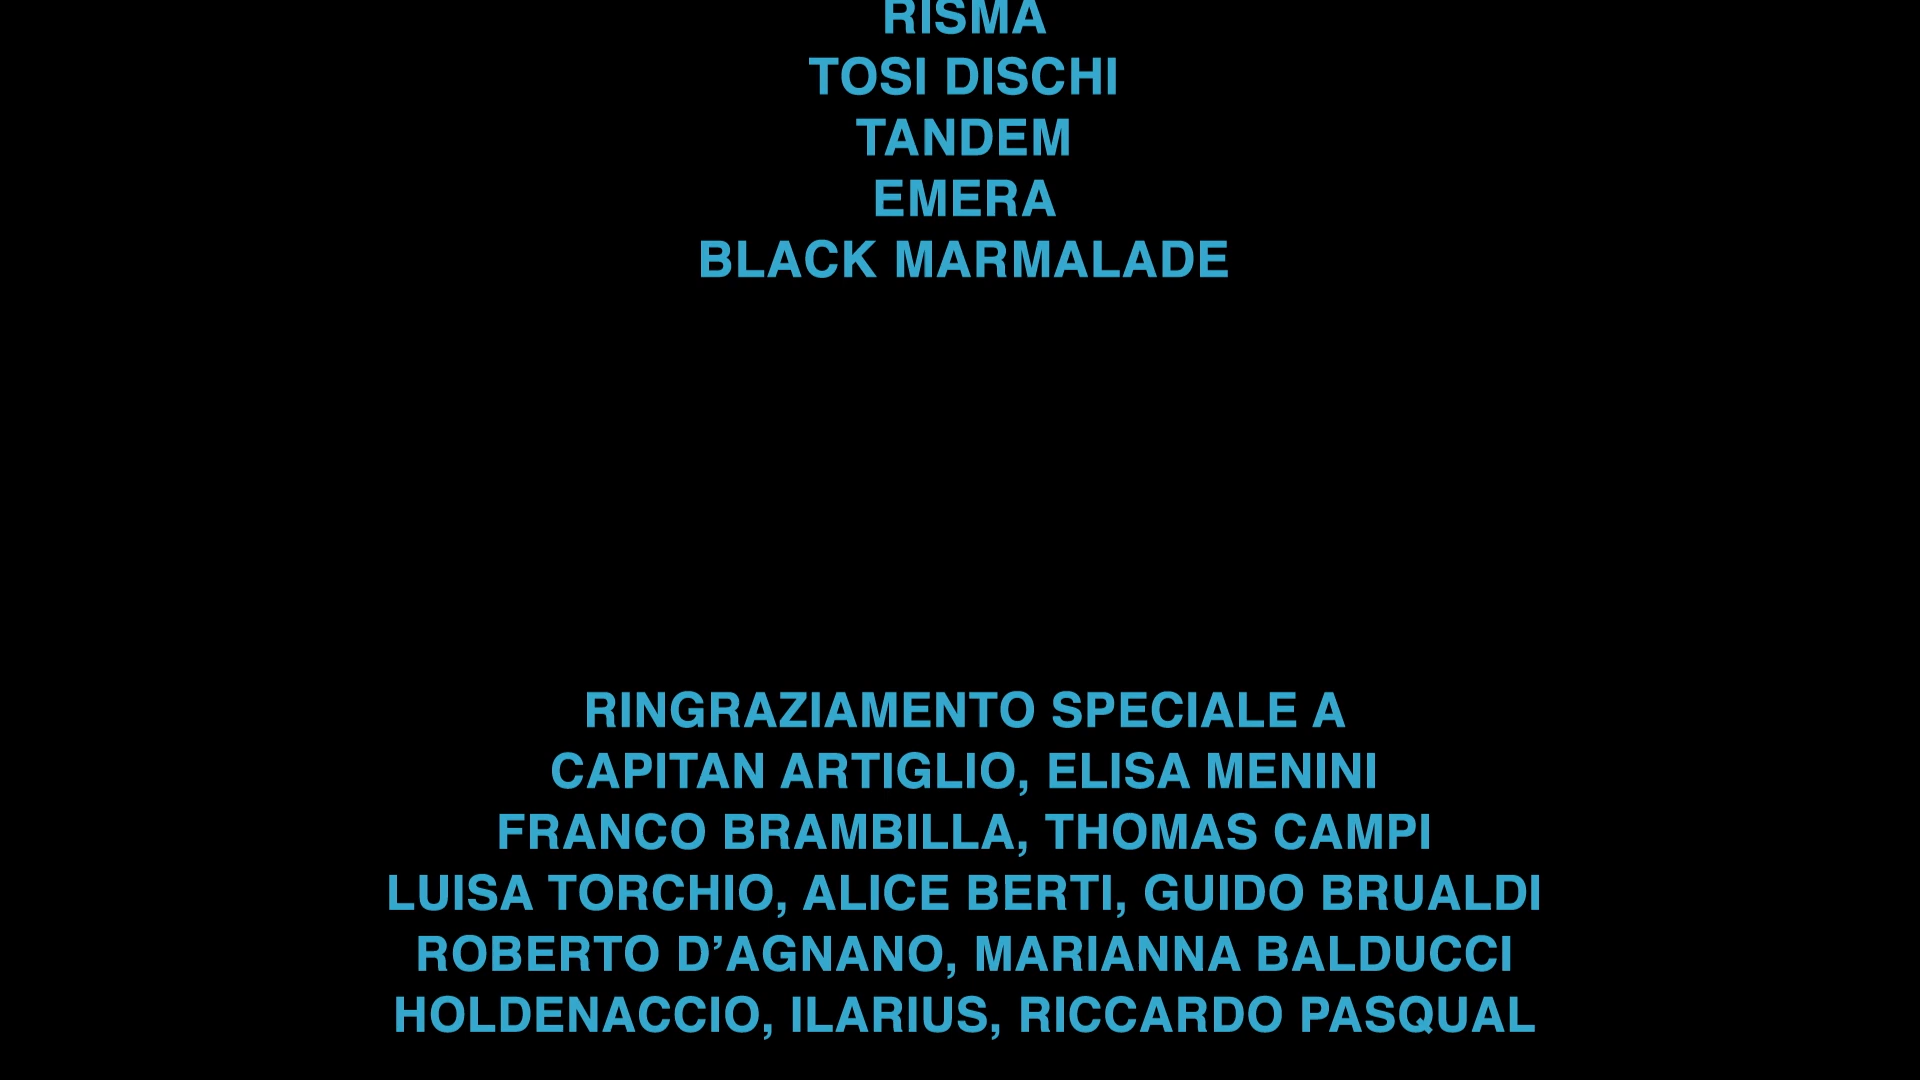 RISMA
TOSI DISCHI
TANDEM
EMERA
BLACK MARMALADE
RINGRAZIAMENTO SPECIALE A
CAPITAN ARTIGLIO, ELISA MENINI
FRANCO BRAMBILLA, THOMAS CAMPI
LUISA TORCHIO, ALICE BERTI, GUIDO BRUALDI
ROBERTO D’AGNANO, MARIANNA BALDUCCI
HOLDENACCIO, ILARIUS, RICCARDO PASQUAL